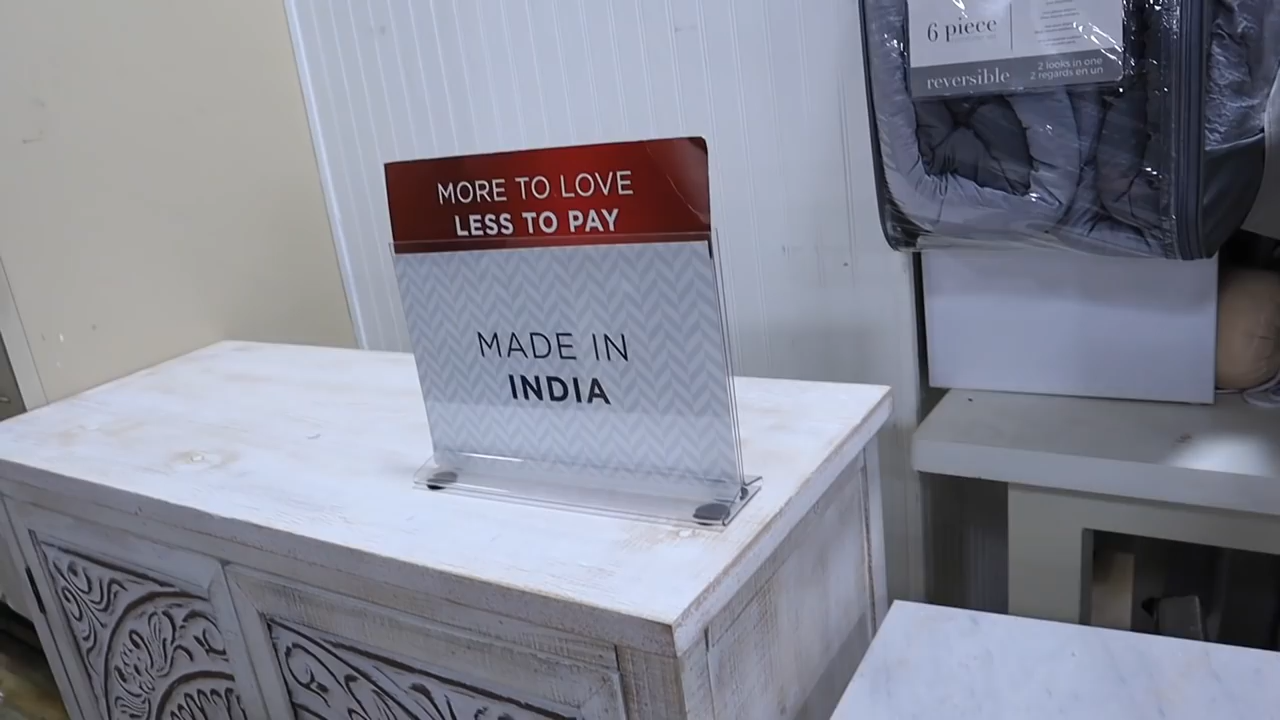 MORE TO LOVE
LESS TO PAY
MADE IN
INDIA
6 piece
reversible
2 looks in one
2 regards en un